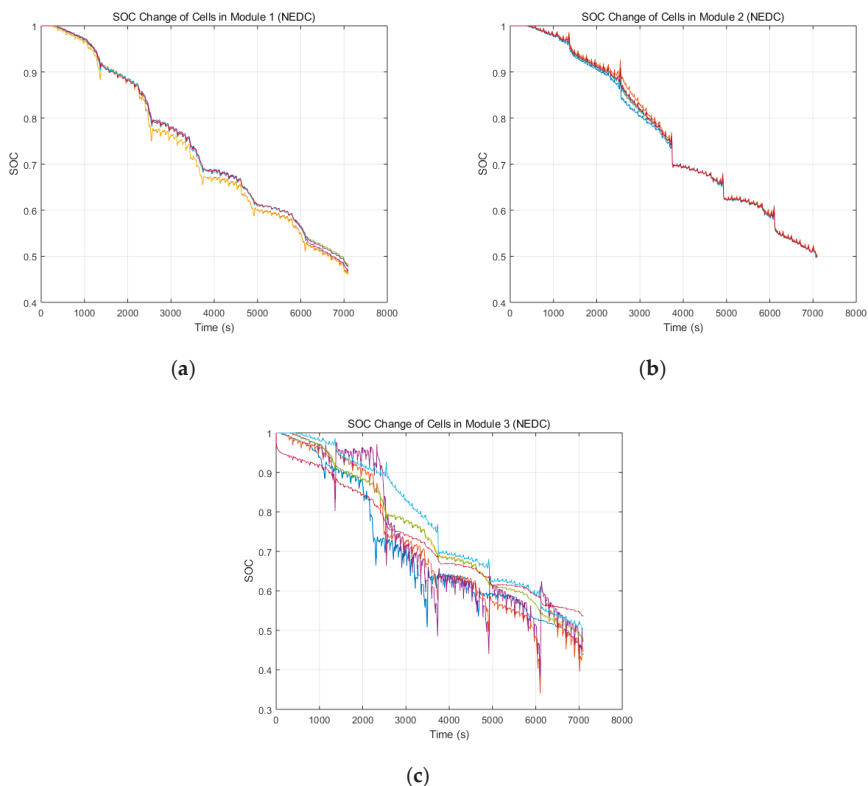 SOC Change of Cells in Module 1 (NEDC)
1
0.9
0.8
0.7
0.6
0.5
0.4
SOC
0 1000 2000 3000 4000 5000 6000 7000 8000
Time (s)
(a)
SOC Change of Cells in Module 2 (NEDC)
1
0.9
0.8
0.7
0.6
0.5
0.4
SOC
0 1000 2000 3000 4000 5000 6000 7000 8000
Time (s)
(b)
SOC Change of Cells in Module 3 (NEDC)
1
0.9
0.8
0.7
0.6
0.5
0.4
0.3
SOC
0 1000 2000 3000 4000 5000 6000 7000 8000
Time (s)
(c)